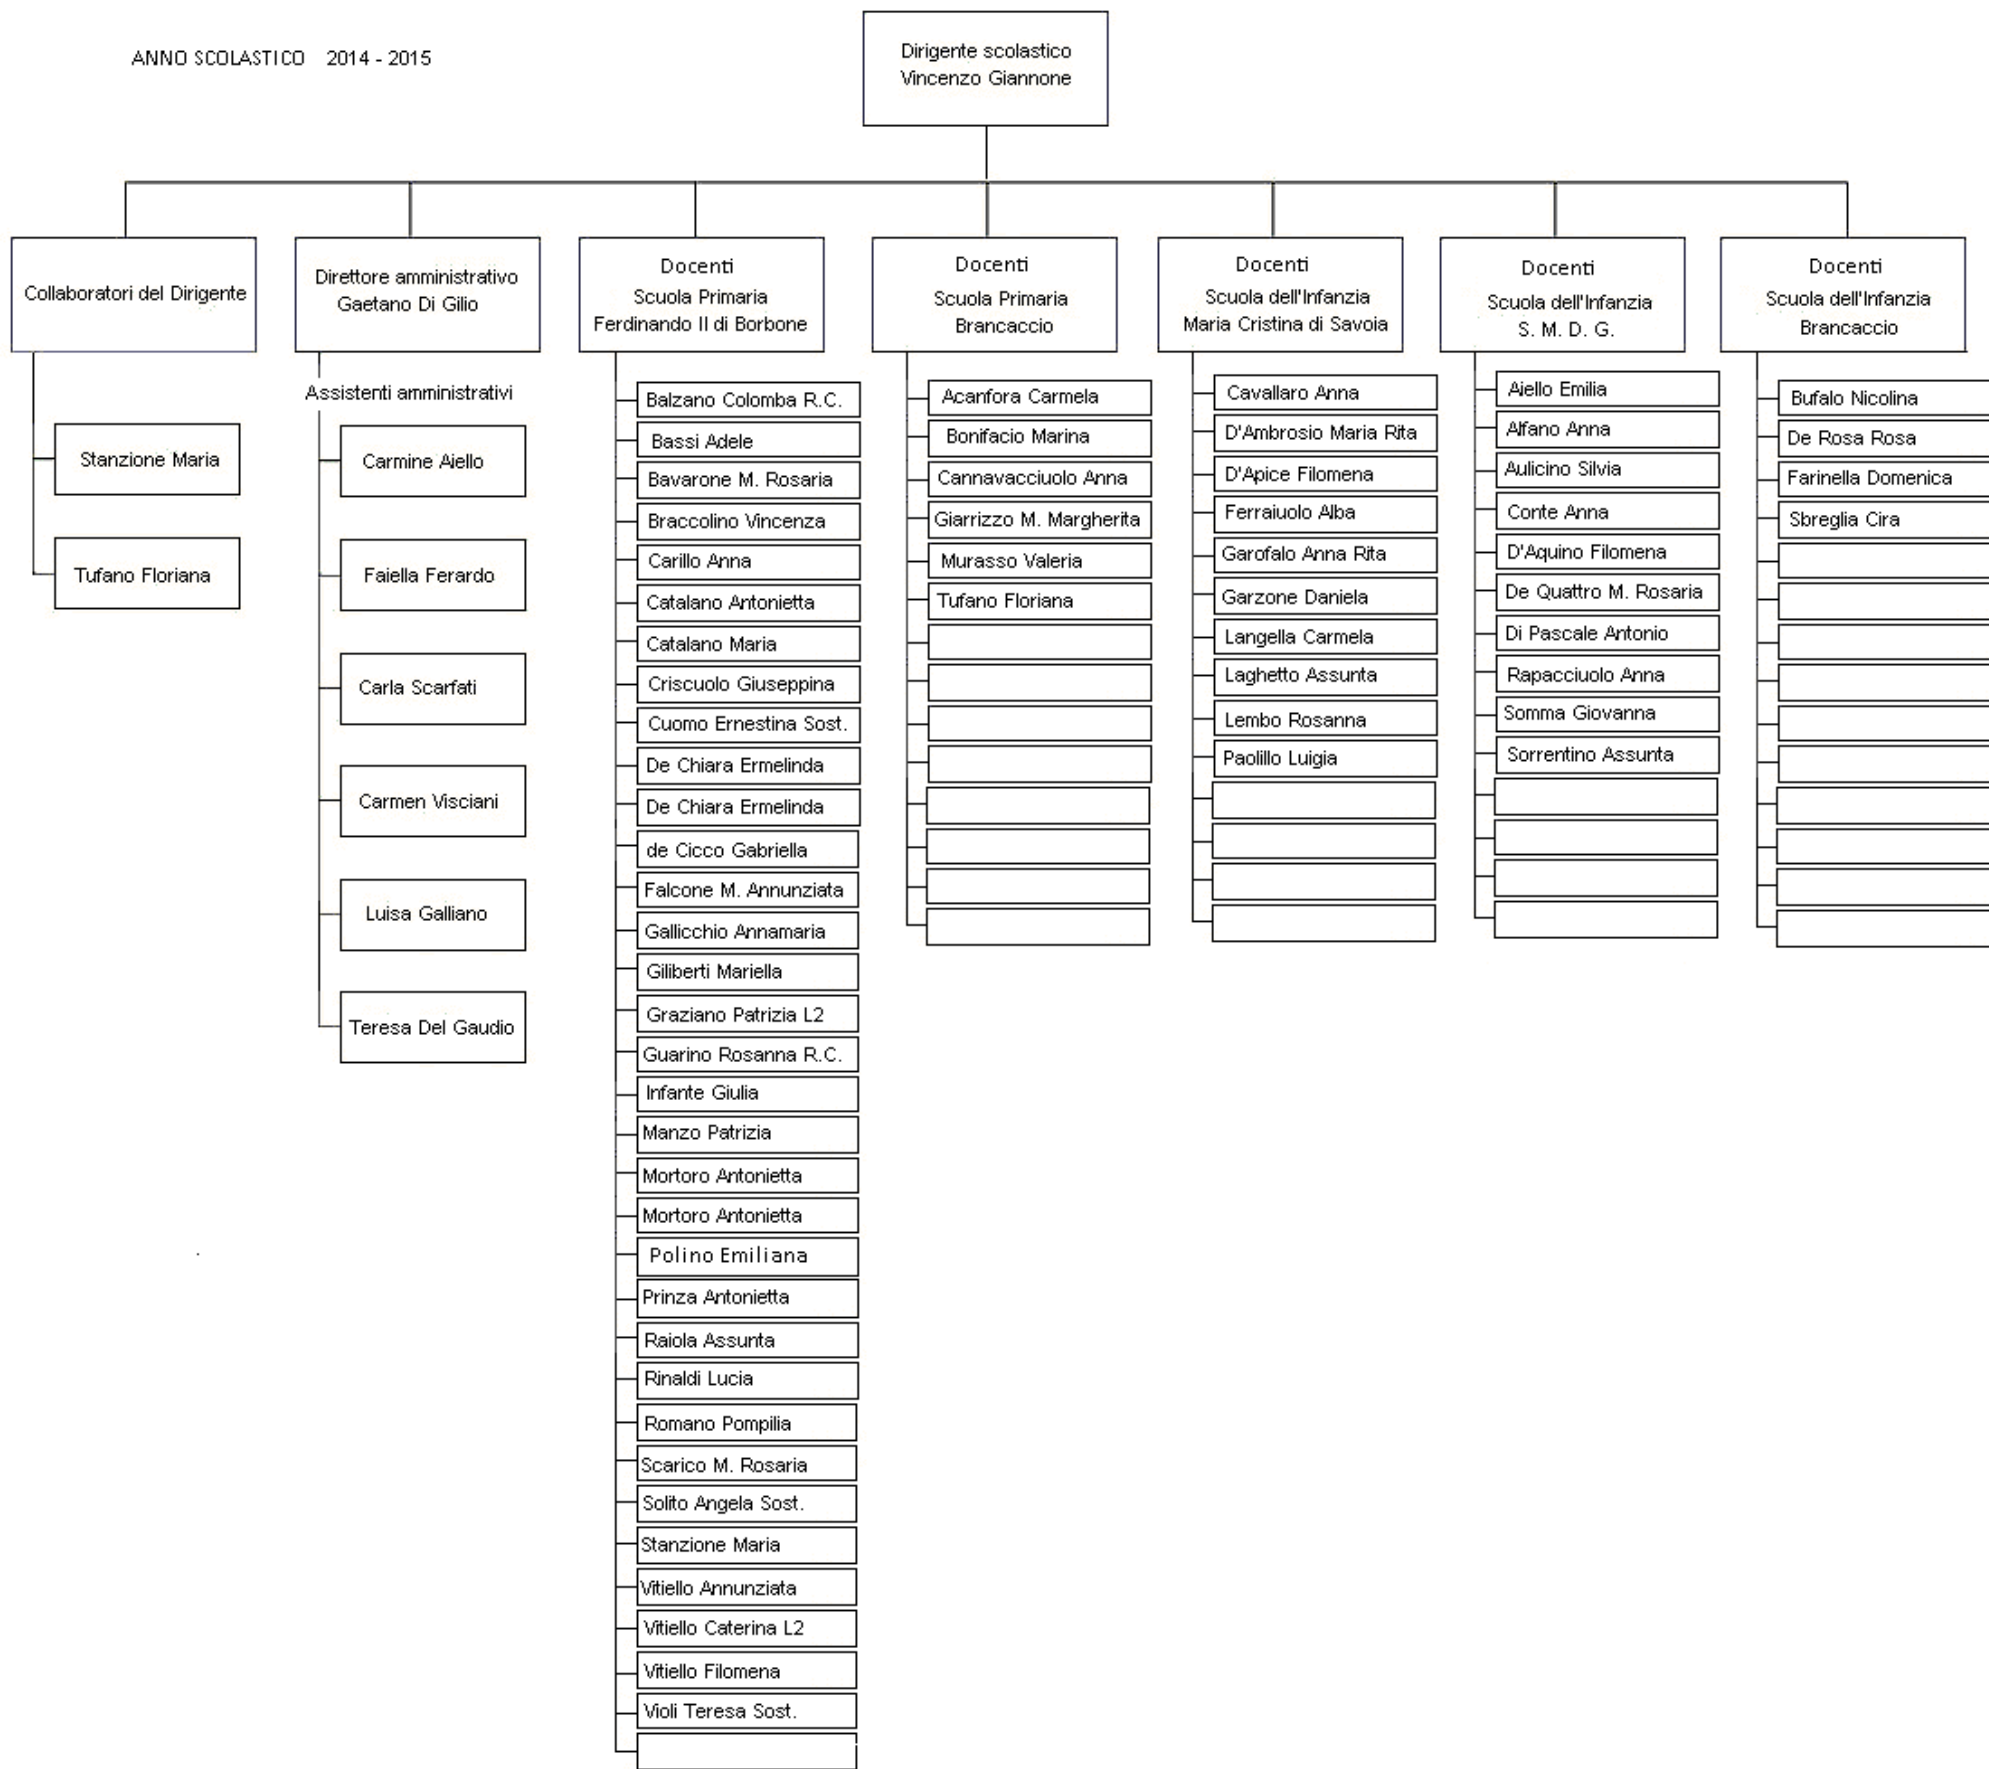 ANNO SCOLASTICO 2014 - 2015
Dirigente scolastico
Vincenzo Giannone
Collaboratori del Dirigente
Stanzione Maria
Tufano Floriana
Direttore amministrativo
Gaetano Di Gilio
Assistenti amministrativi
Carmine Aiello
Faiella Ferardo
Carla Scarfati
Carmen Visciani
Luisa Galliano
Teresa Del Gaudio
Docenti
Scuola Primaria
Ferdinando II di Borbone
Balzano Colomba R.C.
Bassi Adele
Bavarone M. Rosaria
Braccolino Vincenza
Carillo Anna
Catalano Antonietta
Catalano Maria
Criscuolo Giuseppina
Cuomo Ernestina Sost.
De Chiara Ermelinda
De Chiara Ermelinda
de Cicco Gabriella
Falcone M. Annunziata
Gallicchio Annamaria
Giliberti Mariella
Graziano Patrizia L2
Guarino Rosanna R.C.
Infante Giulia
Manzo Patrizia
Mortoro Antonietta
Mortoro Antonietta
Polino Emiliana
Prinza Antonietta
Raiola Assunta
Rinaldi Lucia
Romano Pompilia
Scarico M. Rosaria
Solito Angela Sost.
Stanzione Maria
Vitiello Annunziata
Vitiello Caterina L2
Vitiello Filomena
Violi Teresa Sost.
Docenti
Scuola Primaria
Brancaccio
Acanfora Carmela
Bonifacio Marina
Cannavacciuolo Anna
Giarrizzo M. Margherita
Murasso Valeria
Tufano Floriana
Docenti
Scuola dell'Infanzia
Maria Cristina di Savoia
Cavallaro Anna
D'Ambrosio Maria Rita
D'Apice Filomena
Ferraiuolo Alba
Garofalo Anna Rita
Garzone Daniela
Langella Carmela
Laghetto Assunta
Lembo Rosanna
Paolillo Luigia
Docenti
Scuola dell'Infanzia
S. M. D. G.
Aiello Emilia
Alfano Anna
Aulicino Silvia
Conte Anna
D'Aquino Filomena
De Quattro M. Rosaria
Di Pascale Antonio
Rapacciuolo Anna
Somma Giovanna
Sorrentino Assunta
Docenti
Scuola dell'Infanzia
Brancaccio
Bufalo Nicolina
De Rosa Rosa
Farinella Domenica
Sbreglia Cira